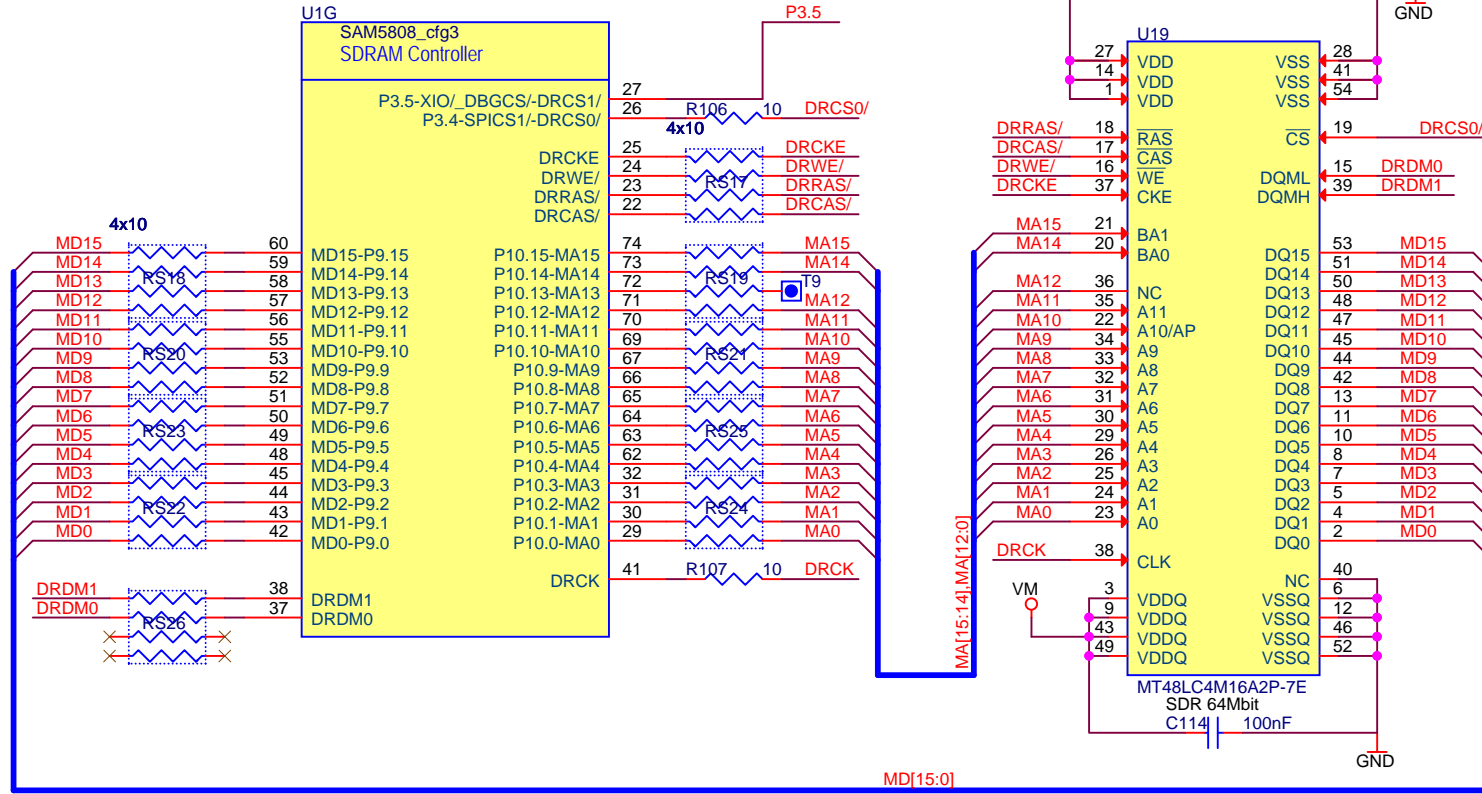 U1G
SAM5808_cfg3
SDRAM Controller
P3.5
P3.5-XIO/_DBGCS/-DRCS1/ 27
P3.4-SPICS1/-DRCS0/ 26 R106 10 DRCS0/
4x10
DRCKE 25 DRCKE
DRWE/ 24 DRWE/
RS17
DRRAS/ 23 DRRAS/
DRCAS/ 22 DRCAS/
4x10
MD15 60 MD15-P9.15 P10.15-MA15 74 MA15
MD14 59 MD14-P9.14 P10.14-MA14 73 MA14
RS18 RS19
MD13 58 MD13-P9.13 P10.13-MA13 72 T9
MD12 57 MD12-P9.12 P10.12-MA12 71 MA12
MD11 56 MD11-P9.11 P10.11-MA11 70 MA11
MD10 55 MD10-P9.10 P10.10-MA10 69 MA10
RS20 RS21
MD9 53 MD9-P9.9 P10.9-MA9 67 MA9
MD8 52 MD8-P9.8 P10.8-MA8 66 MA8
MD7 51 MD7-P9.7 P10.7-MA7 65 MA7
MD6 50 MD6-P9.6 P10.6-MA6 64 MA6
RS23 RS25
MD5 49 MD5-P9.5 P10.5-MA5 63 MA5
MD4 48 MD4-P9.4 P10.4-MA4 62 MA4
MD3 45 MD3-P9.3 P10.3-MA3 32 MA3
MD2 44 MD2-P9.2 P10.2-MA2 31 MA2
RS22 RS24
MD1 43 MD1-P9.1 P10.1-MA1 30 MA1
MD0 42 MD0-P9.0 P10.0-MA0 29 MA0
DRCK 41 R107 10 DRCK
DRDM1 38 DRDM1
DRDM0 37 DRDM0
RS26
MA[15:14],MA[12:0]
MD[15:0]
GND
U19
27 VDD VSS 28
14 VDD VSS 41
1 VDD VSS 54
DRRAS/ 18 RAS CS 19 DRCS0/
DRCAS/ 17 CAS
DRWE/ 16 WE DQML 15 DRDM0
DRCKE 37 CKE DQMH 39 DRDM1
MA15 21 BA1
MA14 20 BA0 DQ15 53 MD15
DQ14 51 MD14
MA12 36 NC DQ13 50 MD13
MA11 35 A11 DQ12 48 MD12
MA10 22 A10/AP DQ11 47 MD11
MA9 34 A9 DQ10 45 MD10
MA8 33 A8 DQ9 44 MD9
MA7 32 A7 DQ8 42 MD8
MA6 31 A6 DQ7 13 MD7
MA5 30 A5 DQ6 11 MD6
MA4 29 A4 DQ5 10 MD5
MA3 26 A3 DQ4 8 MD4
MA2 25 A2 DQ3 7 MD3
MA1 24 A1 DQ2 5 MD2
MA0 23 A0 DQ1 4 MD1
DQ0 2 MD0
DRCK 38 CLK
NC 40
VM
3 VDDQ VSSQ 6
9 VDDQ VSSQ 12
43 VDDQ VSSQ 46
49 VDDQ VSSQ 52
MT48LC4M16A2P-7E
SDR 64Mbit
C114 100nF
GND